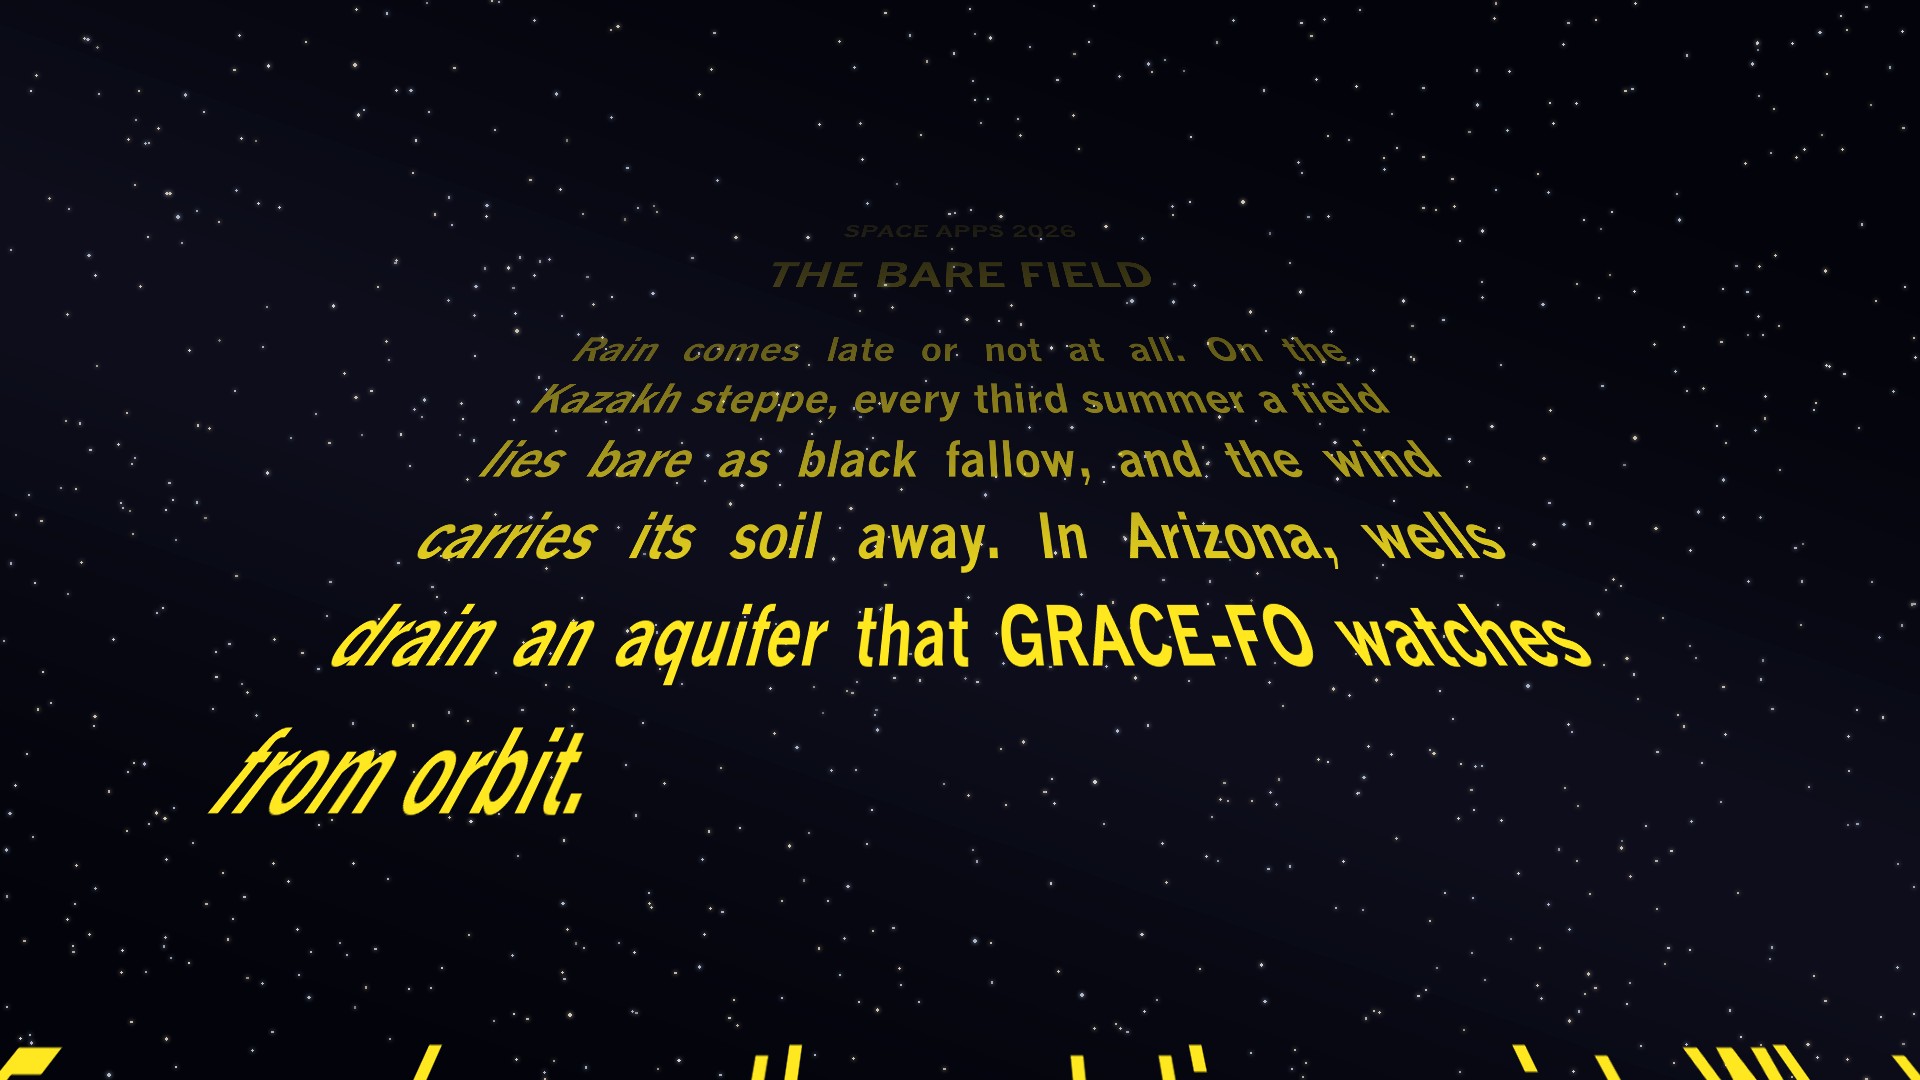 SPACE APPS 2026
THE BARE FIELD
Rain comes late or not at all. On the
Kazakh steppe, every third summer a field
lies bare as black fallow, and the wind
carries its soil away. In Arizona, wells
drain an aquifer that GRACE-FO watches
from orbit.